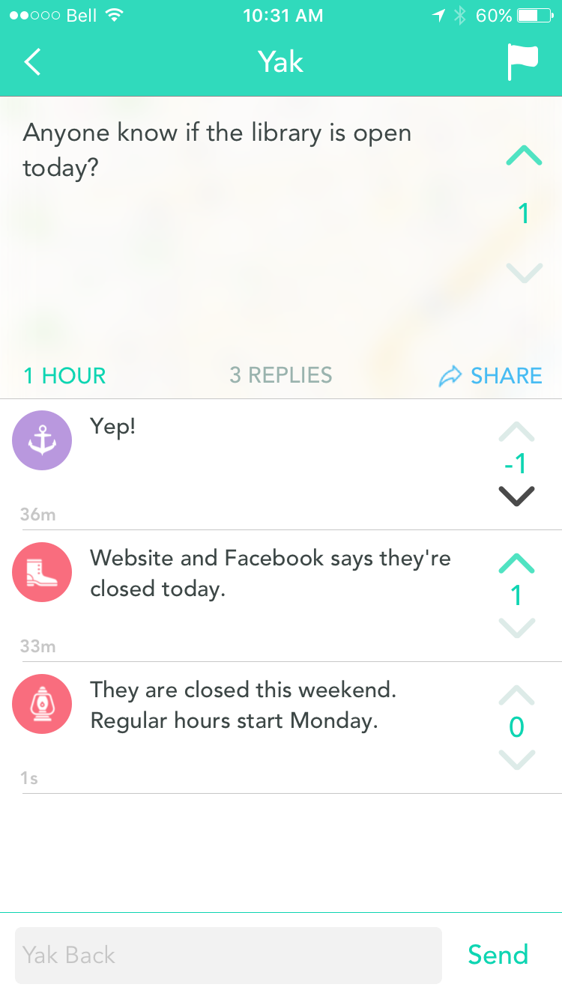 Bell 10:31 AM 60%
Yak
Anyone know if the library is open
today?
1
1 HOUR 3 REPLIES SHARE
Yep!
-1
36m
Website and Facebook says they're
closed today.
1
33m
They are closed this weekend.
Regular hours start Monday.
0
1s
Yak Back Send